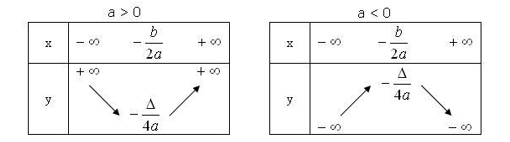 a > 0
x − ∞ − b/2a + ∞
y + ∞ − Δ/4a + ∞
a < 0
x − ∞ − b/2a + ∞
y − ∞ − Δ/4a − ∞